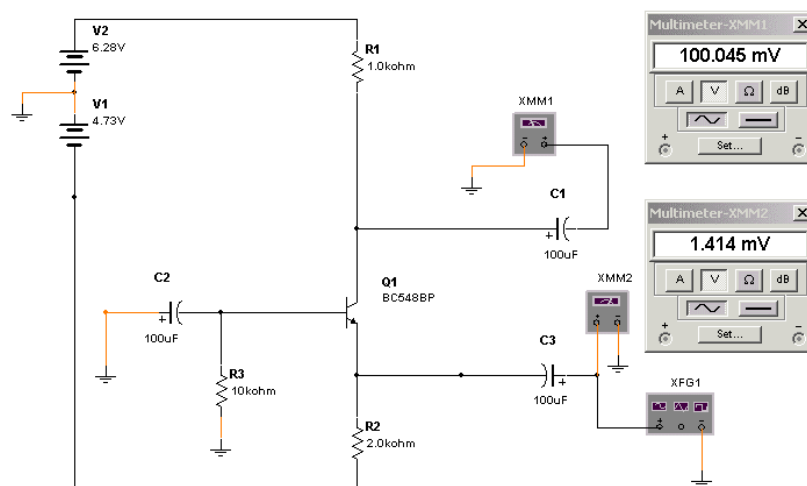 V2
6.28V
V1
4.73V
R1
1.0kohm
XMM1
- +
C1
+
100uF
C2
+
100uF
Q1
BC548BP
R3
10kohm
R2
2.0kohm
XMM2
+ -
C3
+
100uF
XFG1
+ -
Multimeter-XMM1 X
100.045 mV
A V Ω dB
+ Set... -
Multimeter-XMM2 X
1.414 mV
A V Ω dB
+ Set... -